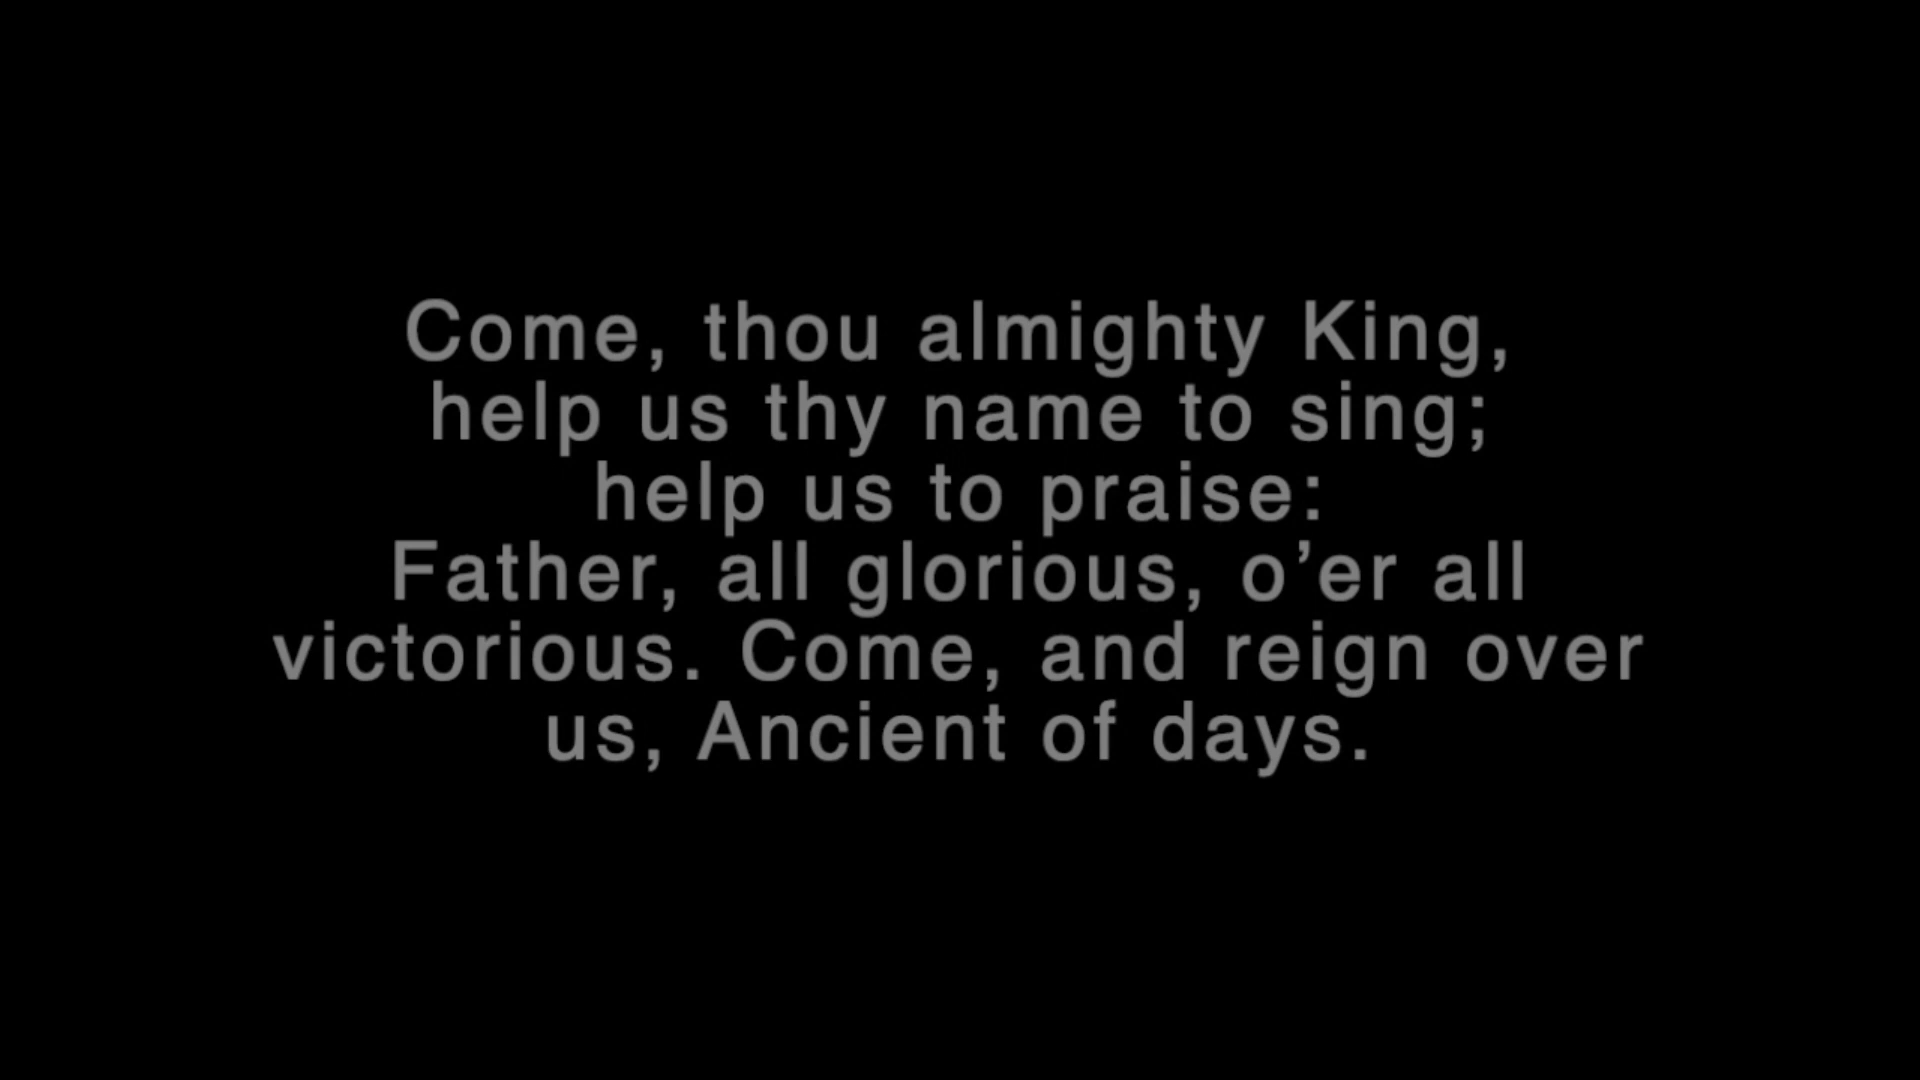 Come, thou almighty King,
help us thy name to sing;
help us to praise:
Father, all glorious, o’er all
victorious. Come, and reign over
us, Ancient of days.